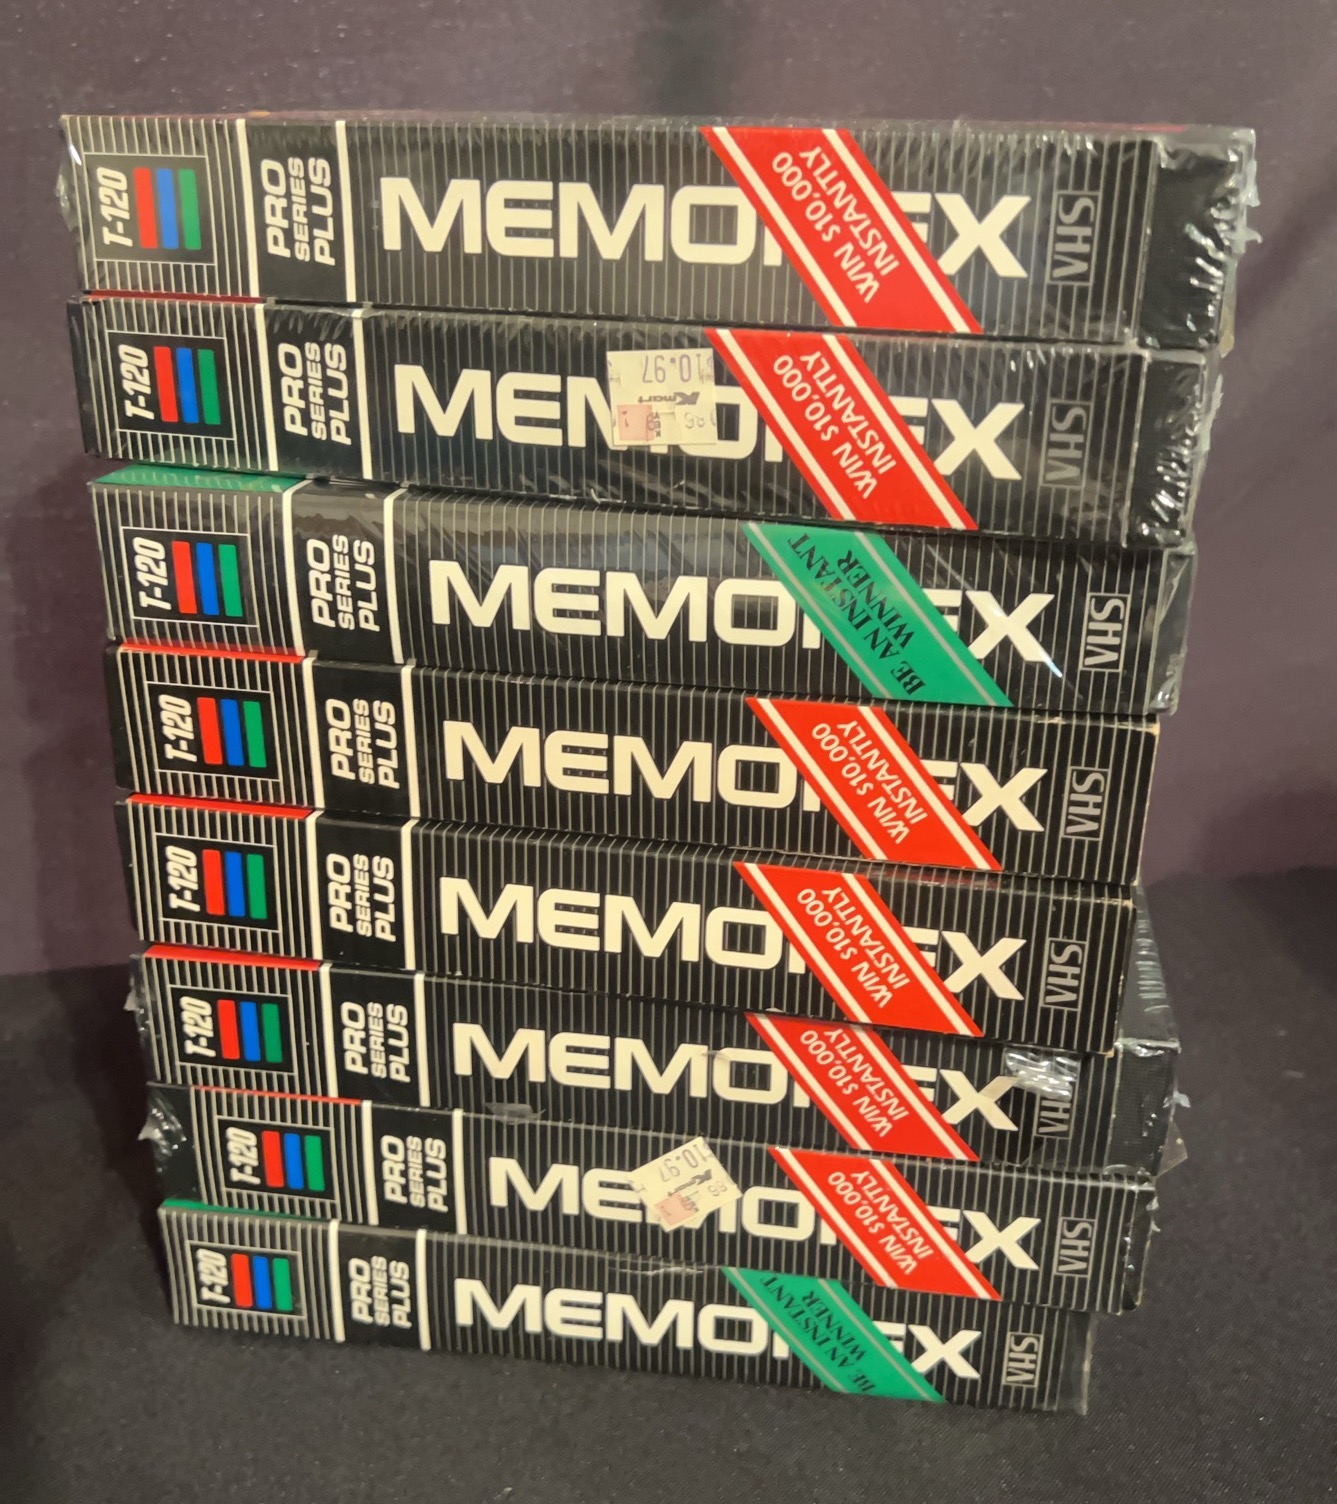 T-120
PRO
SERIES
PLUS
MEMOREX
WIN $10,000
INSTANTLY
VHS
T-120
PRO
SERIES
PLUS
MEMOREX
$10.97
Kmart
WIN $10,000
INSTANTLY
VHS
T-120
PRO
SERIES
PLUS
MEMOREX
BE AN INSTANT
WINNER
VHS
T-120
PRO
SERIES
PLUS
MEMOREX
WIN $10,000
INSTANTLY
VHS
T-120
PRO
SERIES
PLUS
MEMOREX
WIN $10,000
INSTANTLY
VHS
T-120
PRO
SERIES
PLUS
MEMOREX
WIN $10,000
INSTANTLY
VHS
T-120
PRO
SERIES
PLUS
MEMOREX
10.97
WIN $10,000
INSTANTLY
VHS
T-120
PRO
SERIES
PLUS
MEMOREX
BE AN INSTANT
WINNER
VHS